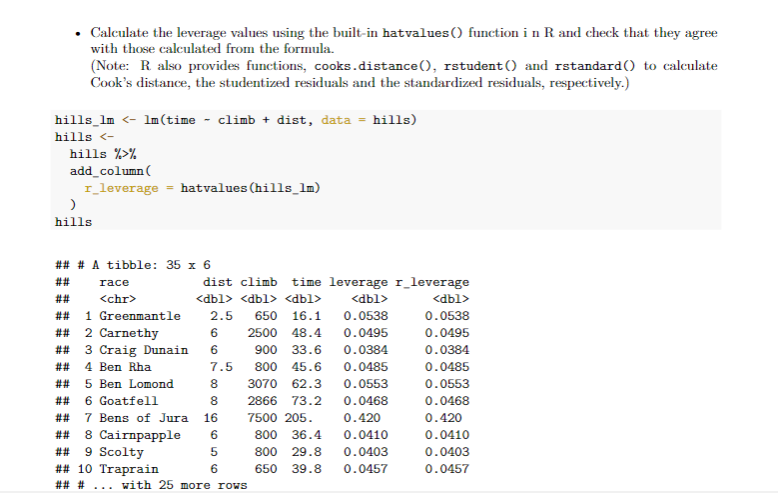 • Calculate the leverage values using the built-in hatvalues() function i n R and check that they agree
with those calculated from the formula.
(Note: R also provides functions, cooks.distance(), rstudent() and rstandard() to calculate
Cook's distance, the studentized residuals and the standardized residuals, respectively.)
hills_lm <- lm(time ~ climb + dist, data = hills)
hills <-
  hills %>%
  add_column(
    r_leverage = hatvalues(hills_lm)
  )
hills
## # A tibble: 35 x 6
##    race         dist climb  time leverage r_leverage
##    <chr>       <dbl> <dbl> <dbl>    <dbl>      <dbl>
##  1 Greenmantle   2.5   650  16.1   0.0538     0.0538
##  2 Carnethy      6    2500  48.4   0.0495     0.0495
##  3 Craig Dunain  6     900  33.6   0.0384     0.0384
##  4 Ben Rha       7.5   800  45.6   0.0485     0.0485
##  5 Ben Lomond    8    3070  62.3   0.0553     0.0553
##  6 Goatfell      8    2866  73.2   0.0468     0.0468
##  7 Bens of Jura 16    7500 205.    0.420      0.420
##  8 Cairnpapple   6     800  36.4   0.0410     0.0410
##  9 Scolty        5     800  29.8   0.0403     0.0403
## 10 Traprain      6     650  39.8   0.0457     0.0457
## # ... with 25 more rows